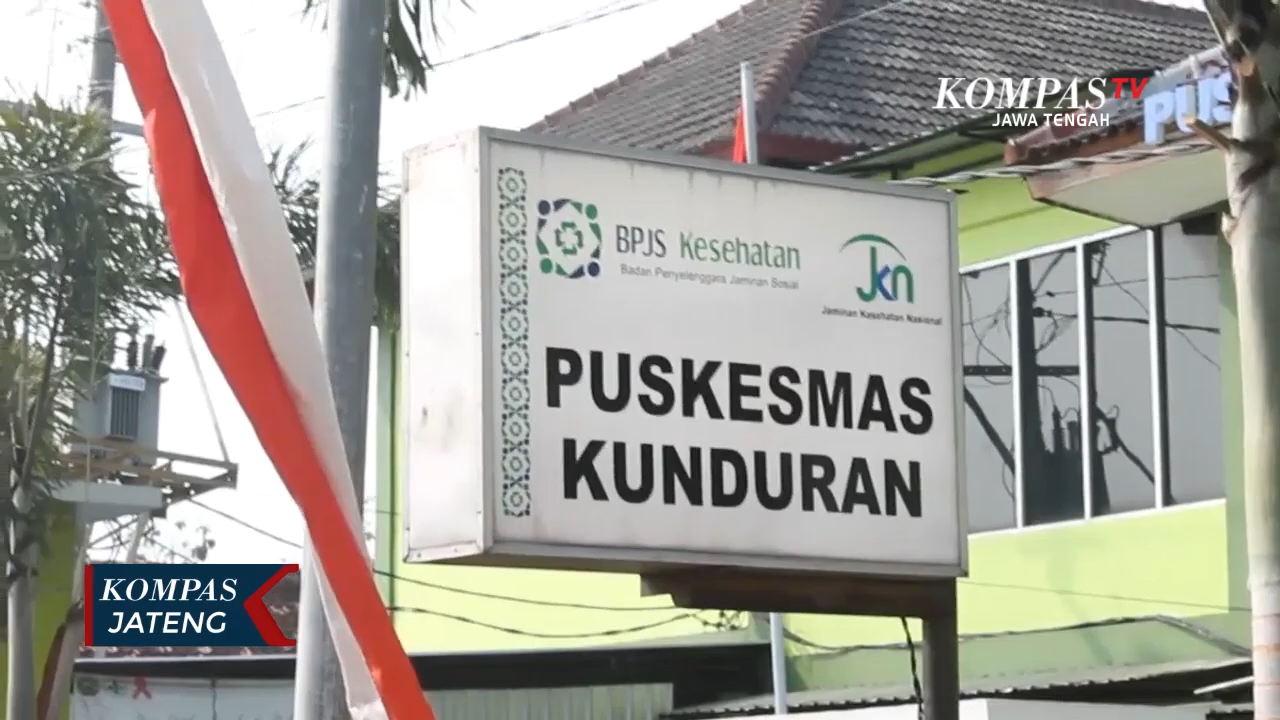 KOMPAS TV
JAWA TENGAH
PUS
BPJS Kesehatan
Badan Penyelenggara Jaminan Sosial
jkn
Jaminan Kesehatan Nasional
PUSKESMAS
KUNDURAN
KOMPAS
JATENG